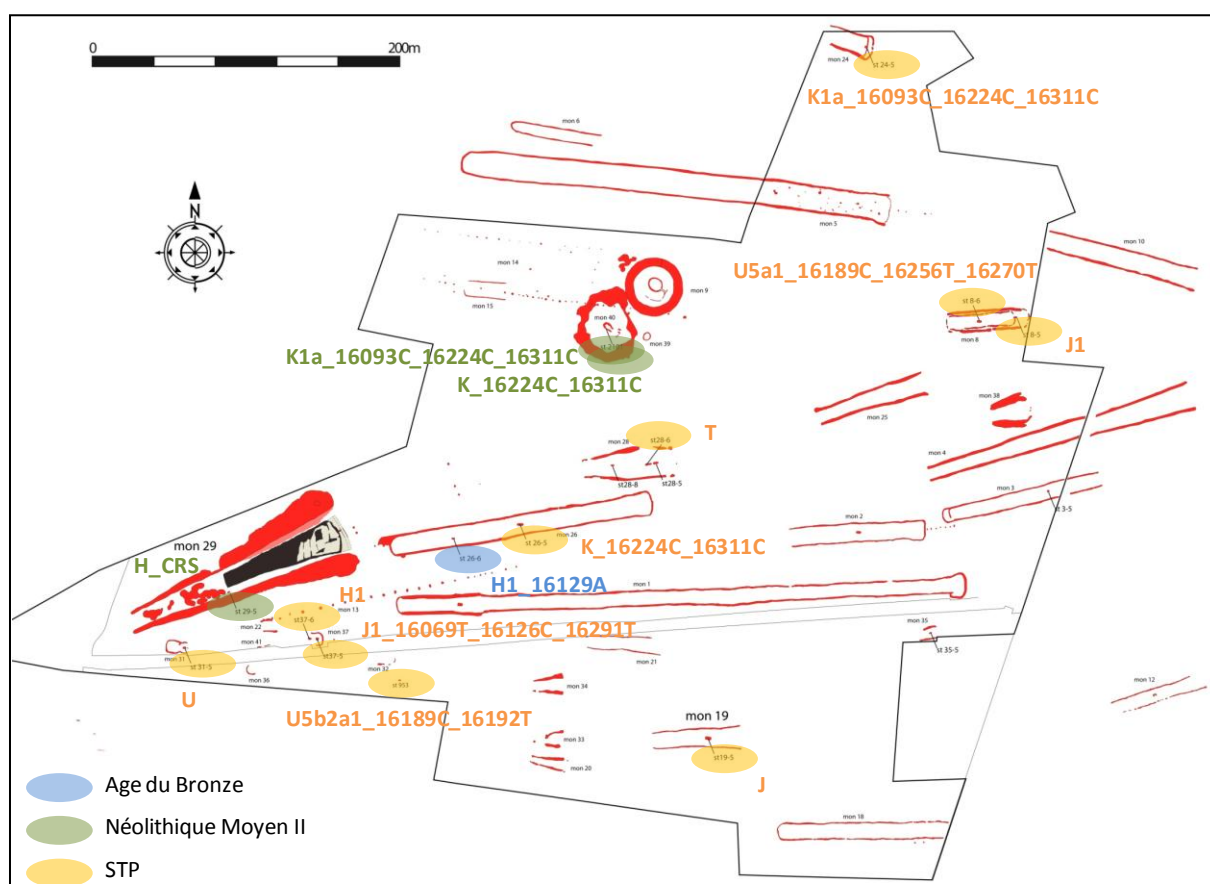 0 200m
mon 24
st 24-5
K1a_16093C_16224C_16311C
mon 6
N
mon 5
mon 10
mon 14
U5a1_16189C_16256T_16270T
mon 9
mon 15
st 8-6
mon 40
mon 8
st 8-5
mon 39
J1
K1a_16093C_16224C_16311C
K_16224C_16311C
mon 38
mon 25
T
mon 28
st28-6
mon 4
st28-8
st28-5
mon 3
st 3-5
mon 2
mon 29
st 26-5
mon 26
K_16224C_16311C
H_CRS
st 26-6
H1_16129A
mon 1
st 29-5
H1
mon 13
st37-6
mon 22
J1_16069T_16126C_16291T
mon 37
mon 35
mon 41
st 35-5
mon 31
st37-5
mon 21
st 31-5
mon 32
mon 36
st 953
mon 12
U
mon 34
U5b2a1_16189C_16192T
mon 19
mon 33
st19-5
mon 20
J
Age du Bronze
mon 18
Néolithique Moyen II
STP